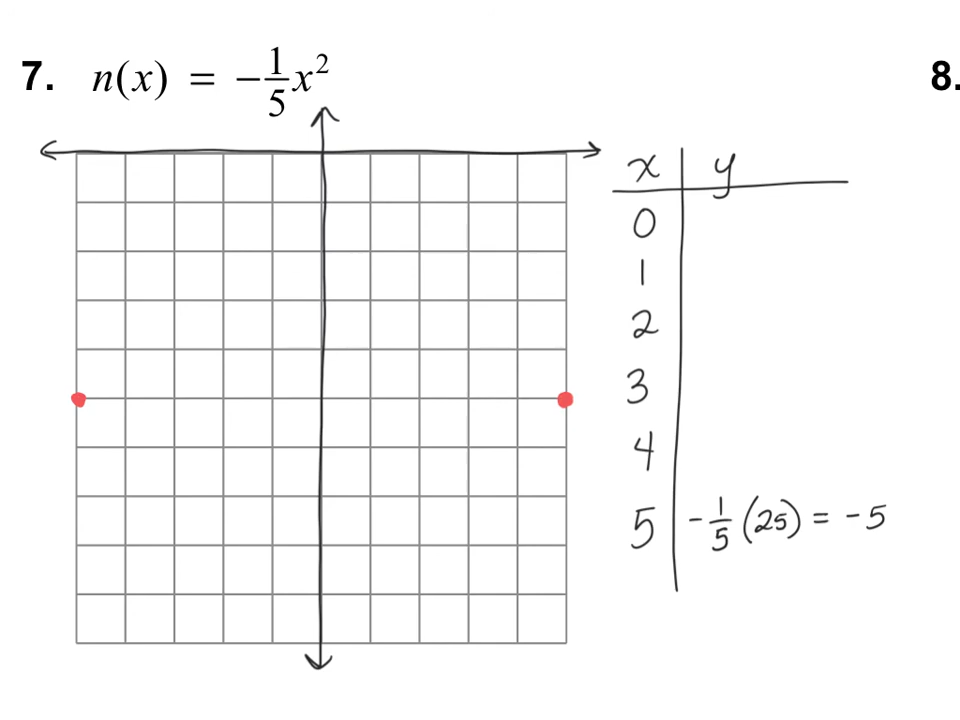 7. n(x) = -1/5x²
8.
x y
0
1
2
3
4
5 -1/5 (25) = -5